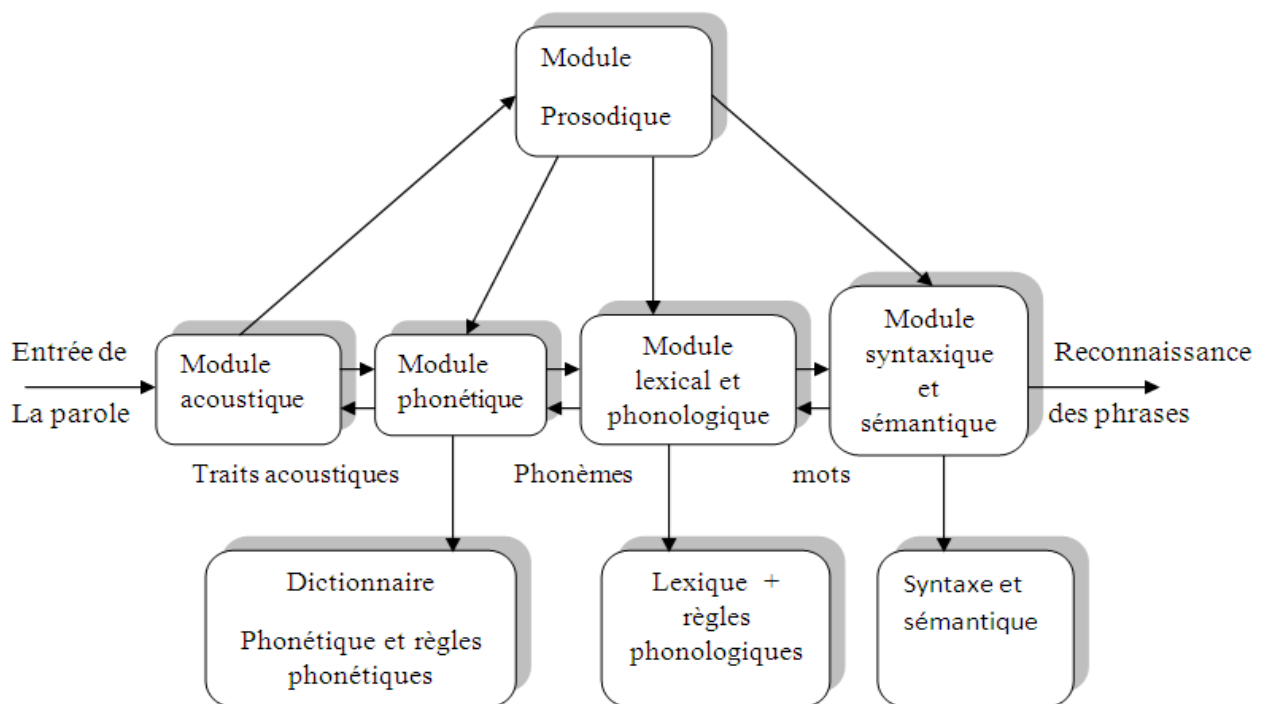 Module
Prosodique
Entrée de
La parole
Module
acoustique
Module
phonétique
Module
lexical et
phonologique
Module
syntaxique
et
sémantique
Reconnaissance
des phrases
Traits acoustiques
Phonèmes
mots
Dictionnaire
Phonétique et règles
phonétiques
Lexique +
règles
phonologiques
Syntaxe et
sémantique